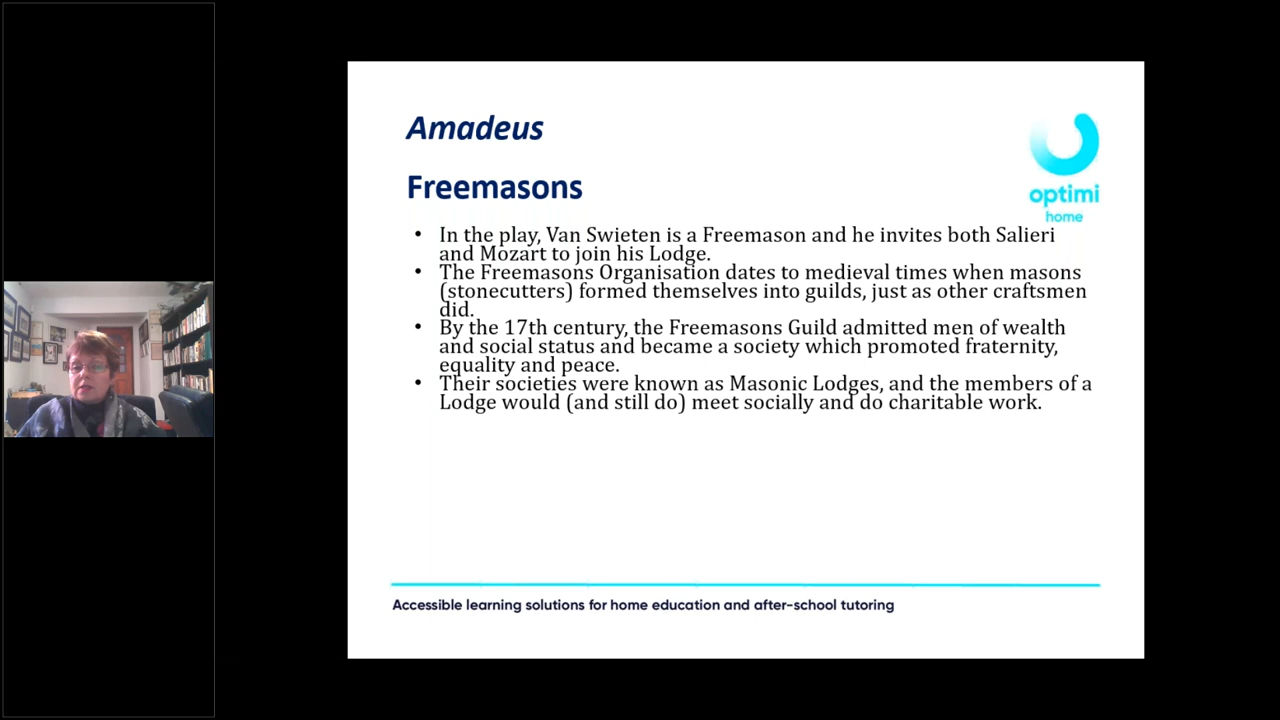 Amadeus
Freemasons
optimi
home
• In the play, Van Swieten is a Freemason and he invites both Salieri
and Mozart to join his Lodge.
• The Freemasons Organisation dates to medieval times when masons
(stonecutters) formed themselves into guilds, just as other craftsmen
did.
• By the 17th century, the Freemasons Guild admitted men of wealth
and social status and became a society which promoted fraternity,
equality and peace.
• Their societies were known as Masonic Lodges, and the members of a
Lodge would (and still do) meet socially and do charitable work.
Accessible learning solutions for home education and after-school tutoring